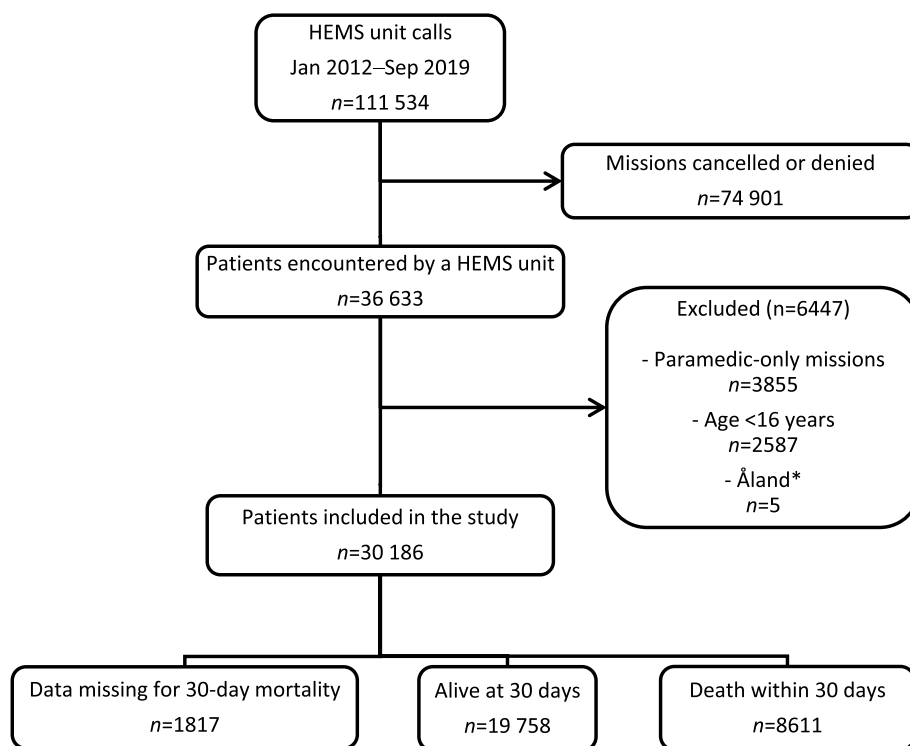 HEMS unit calls
Jan 2012–Sep 2019
n=111 534
Missions cancelled or denied
n=74 901
Patients encountered by a HEMS unit
n=36 633
Excluded (n=6447)
- Paramedic-only missions
n=3855
- Age <16 years
n=2587
- Åland*
n=5
Patients included in the study
n=30 186
Data missing for 30-day mortality
n=1817
Alive at 30 days
n=19 758
Death within 30 days
n=8611